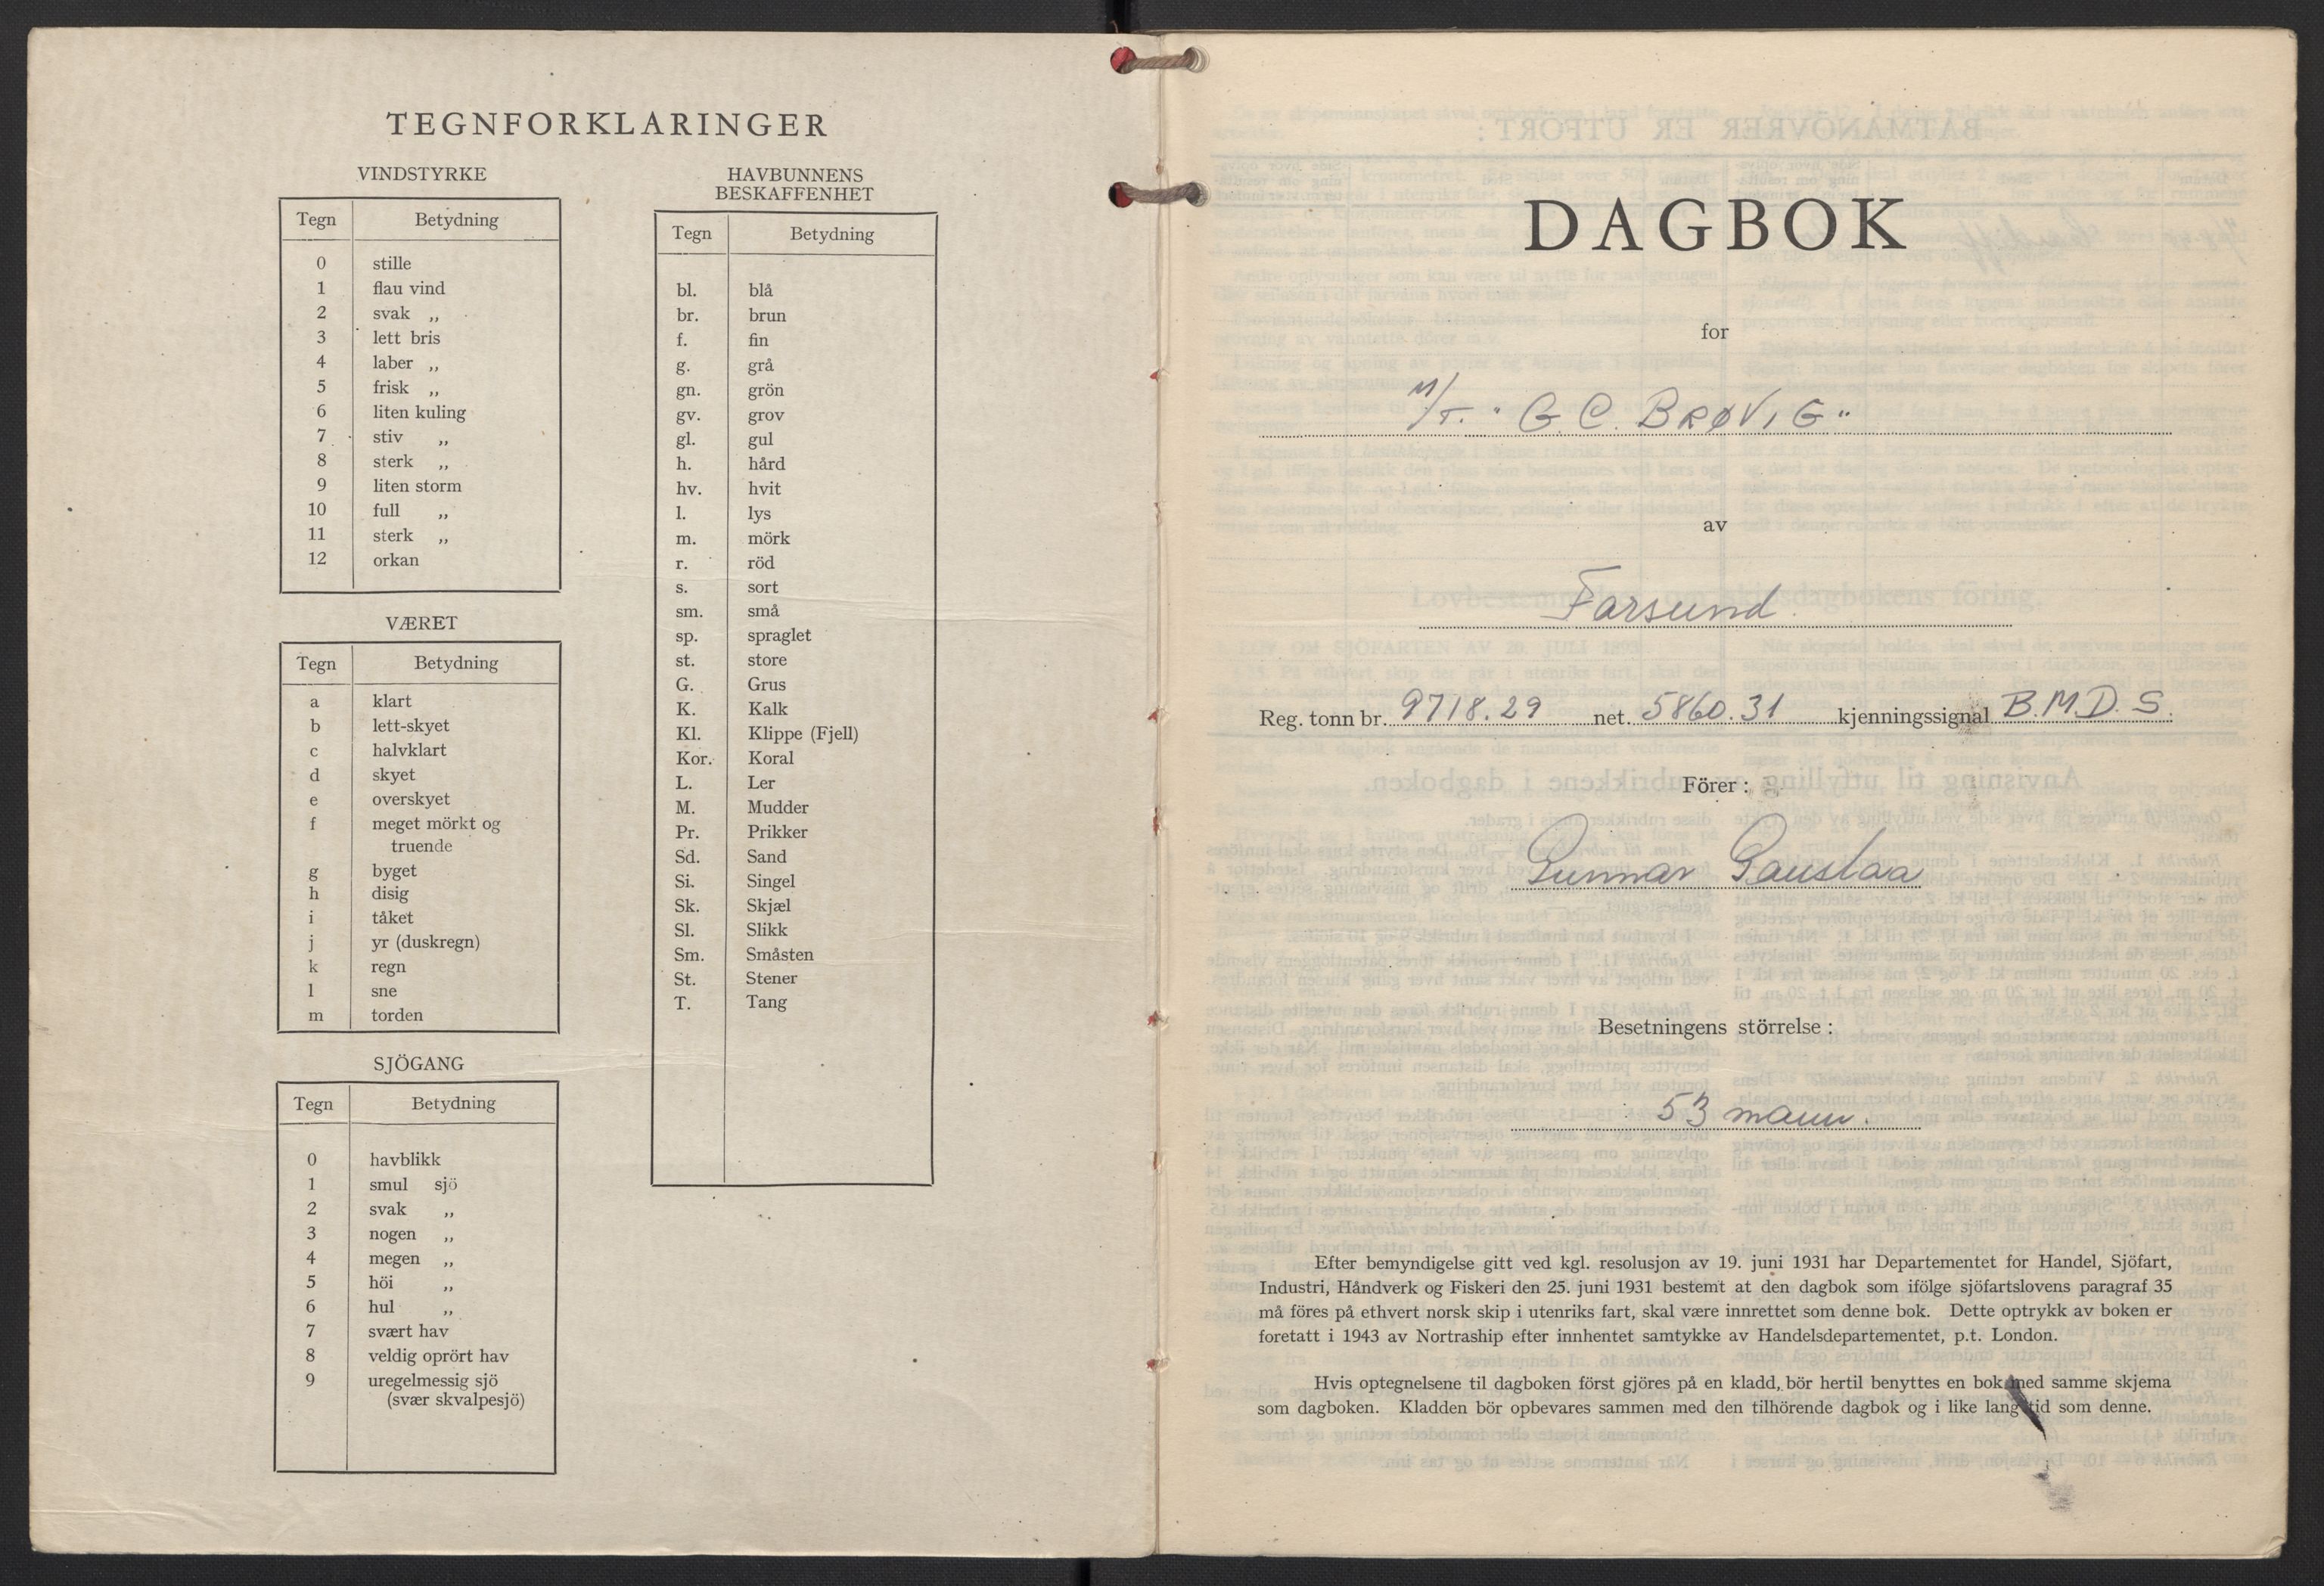 TEGNFORKLARINGER
VINDSTYRKE
Tegn Betydning
0 stille
1 flau vind
2 svak „
3 lett bris
4 laber „
5 frisk „
6 liten kuling
7 stiv „
8 sterk „
9 liten storm
10 full „
11 sterk „
12 orkan
VÆRET
Tegn Betydning
a klart
b lett-skyet
c halvklart
d skyet
e overskyet
f meget mörkt og
truende
g byget
h disig
i tåket
j yr (duskregn)
k regn
l sne
m torden
SJÖGANG
Tegn Betydning
0 havblikk
1 smul sjö
2 svak „
3 nogen „
4 megen „
5 höi „
6 hul „
7 svært hav
8 veldig oprört hav
9 uregelmessig sjö
(svær skvalpesjö)
HAVBUNNENS
BESKAFFENHET
Tegn Betydning
bl. blå
br. brun
f. fin
g. grå
gn. grön
gv. grov
gl. gul
h. hård
hv. hvit
l. lys
m. mörk
r. röd
s. sort
sm. små
sp. spraglet
st. store
G. Grus
K. Kalk
Kl. Klippe (Fjell)
Kor. Koral
L. Ler
M. Mudder
Pr. Prikker
Sd. Sand
Si. Singel
Sk. Skjæl
Sl. Slikk
Sm. Småsten
St. Stener
T. Tang
DAGBOK
for
M/T. "G. C. BRØVIG"
av
Farsund.
Reg. tonn br. 9718.29 net. 5860.31 kjenningssignal B.M.D.S.
Förer :
Gunnar Gauslaa
Besetningens störrelse :
53 mann.
Efter bemyndigelse gitt ved kgl. resolusjon av 19. juni 1931 har Departementet for Handel, Sjöfart,
Industri, Håndverk og Fiskeri den 25. juni 1931 bestemt at den dagbok som ifölge sjöfartslovens paragraf 35
må föres på ethvert norsk skip i utenriks fart, skal være innrettet som denne bok. Dette optrykk av boken er
foretatt i 1943 av Nortraship efter innhentet samtykke av Handelsdepartementet, p.t. London.
Hvis optegnelsene til dagboken först gjöres på en kladd, bör hertil benyttes en bok med samme skjema
som dagboken. Kladden bör opbevares sammen med den tilhörende dagbok og i like lang tid som denne.